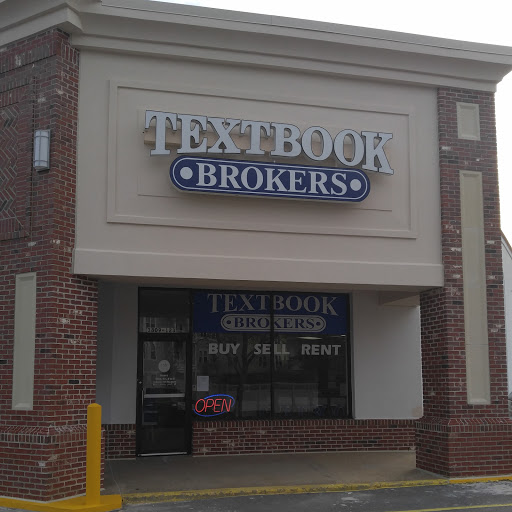 TEXTBOOK
• BROKERS •
TEXTBOOK
• BROKERS •
BUY SELL RENT
OPEN